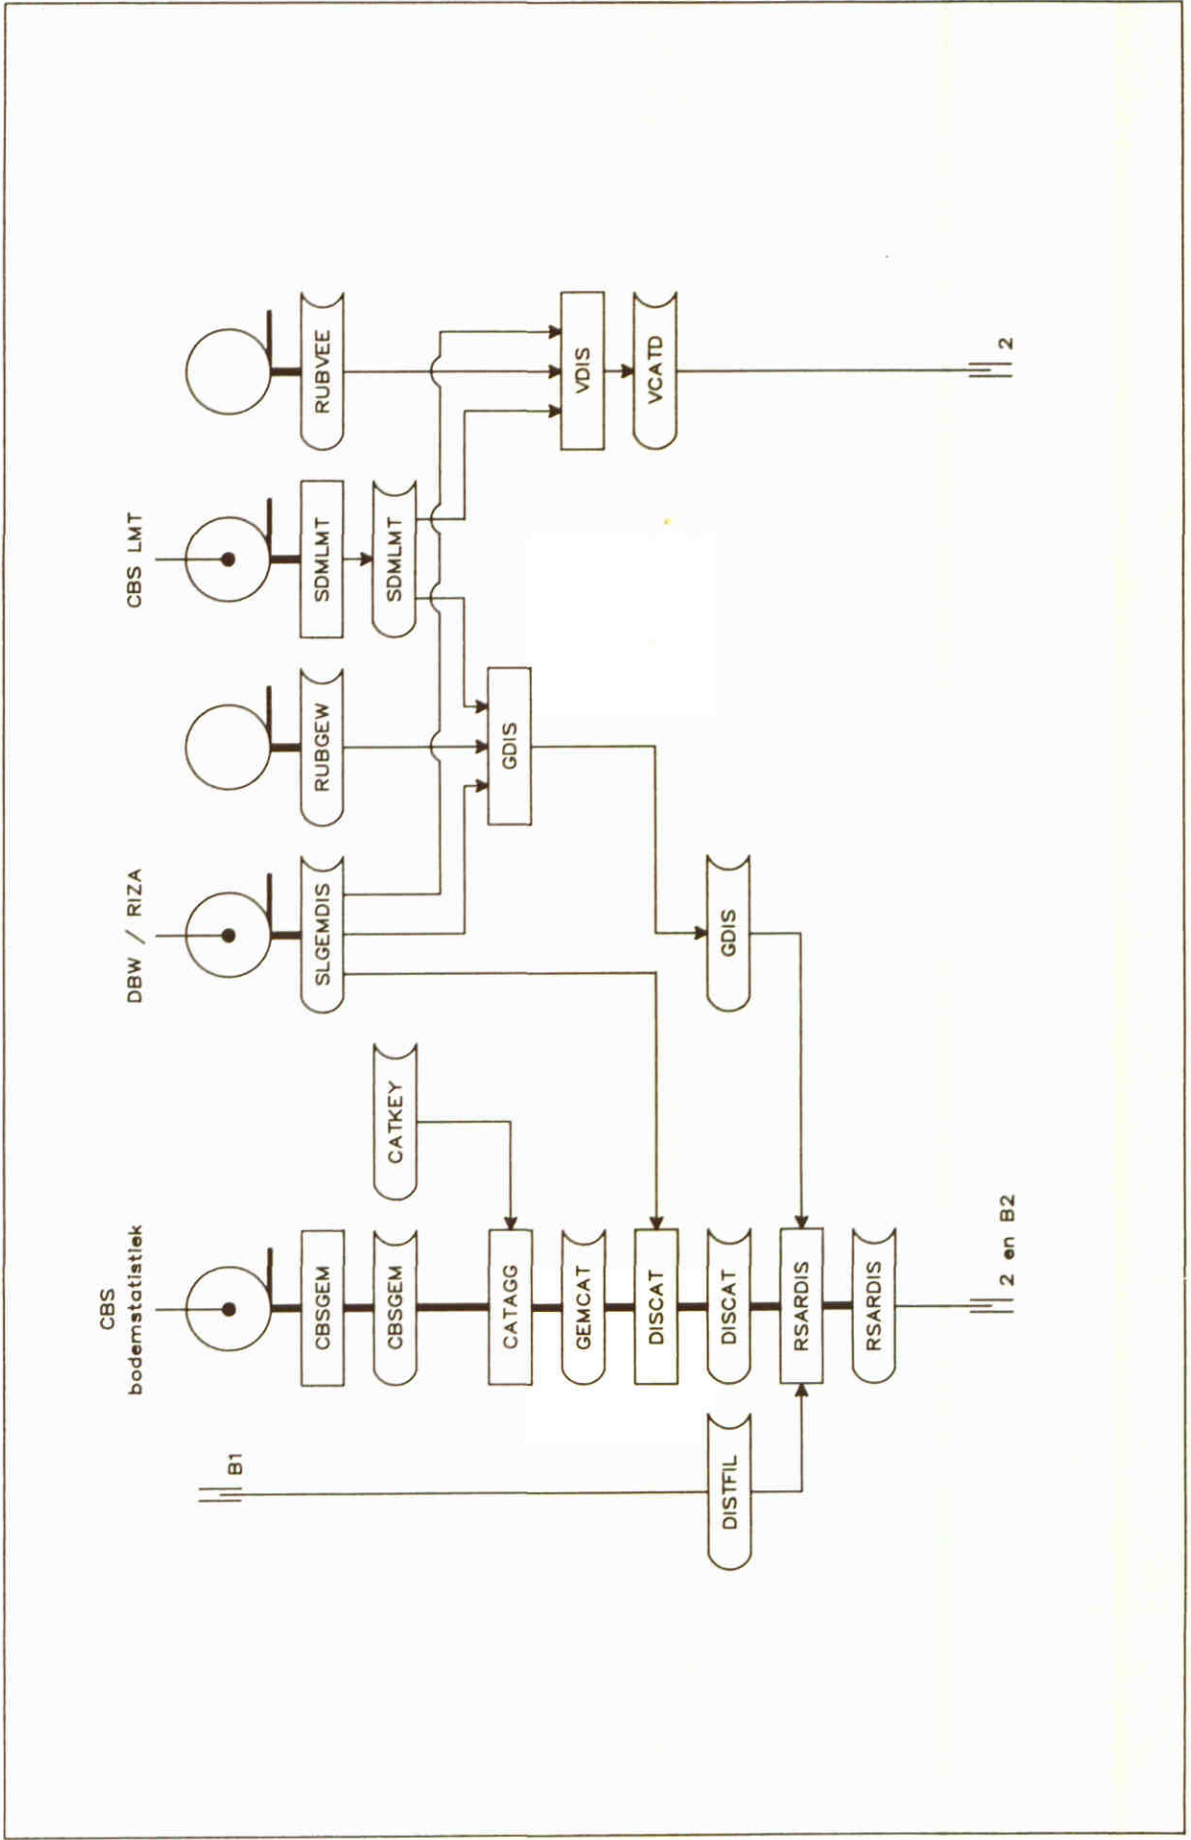 CBS
bodemstatistiek
DBW / RIZA
CBS LMT
B1
CBSGEM
SLGEMDIS
RUBGEW
SDMLMT
RUBVEE
CBSGEM
CATKEY
SDMLMT
CATAGG
GDIS
GEMCAT
VDIS
DISCAT
VCATD
DISTFIL
DISCAT
GDIS
RSARDIS
RSARDIS
2 en B2
2